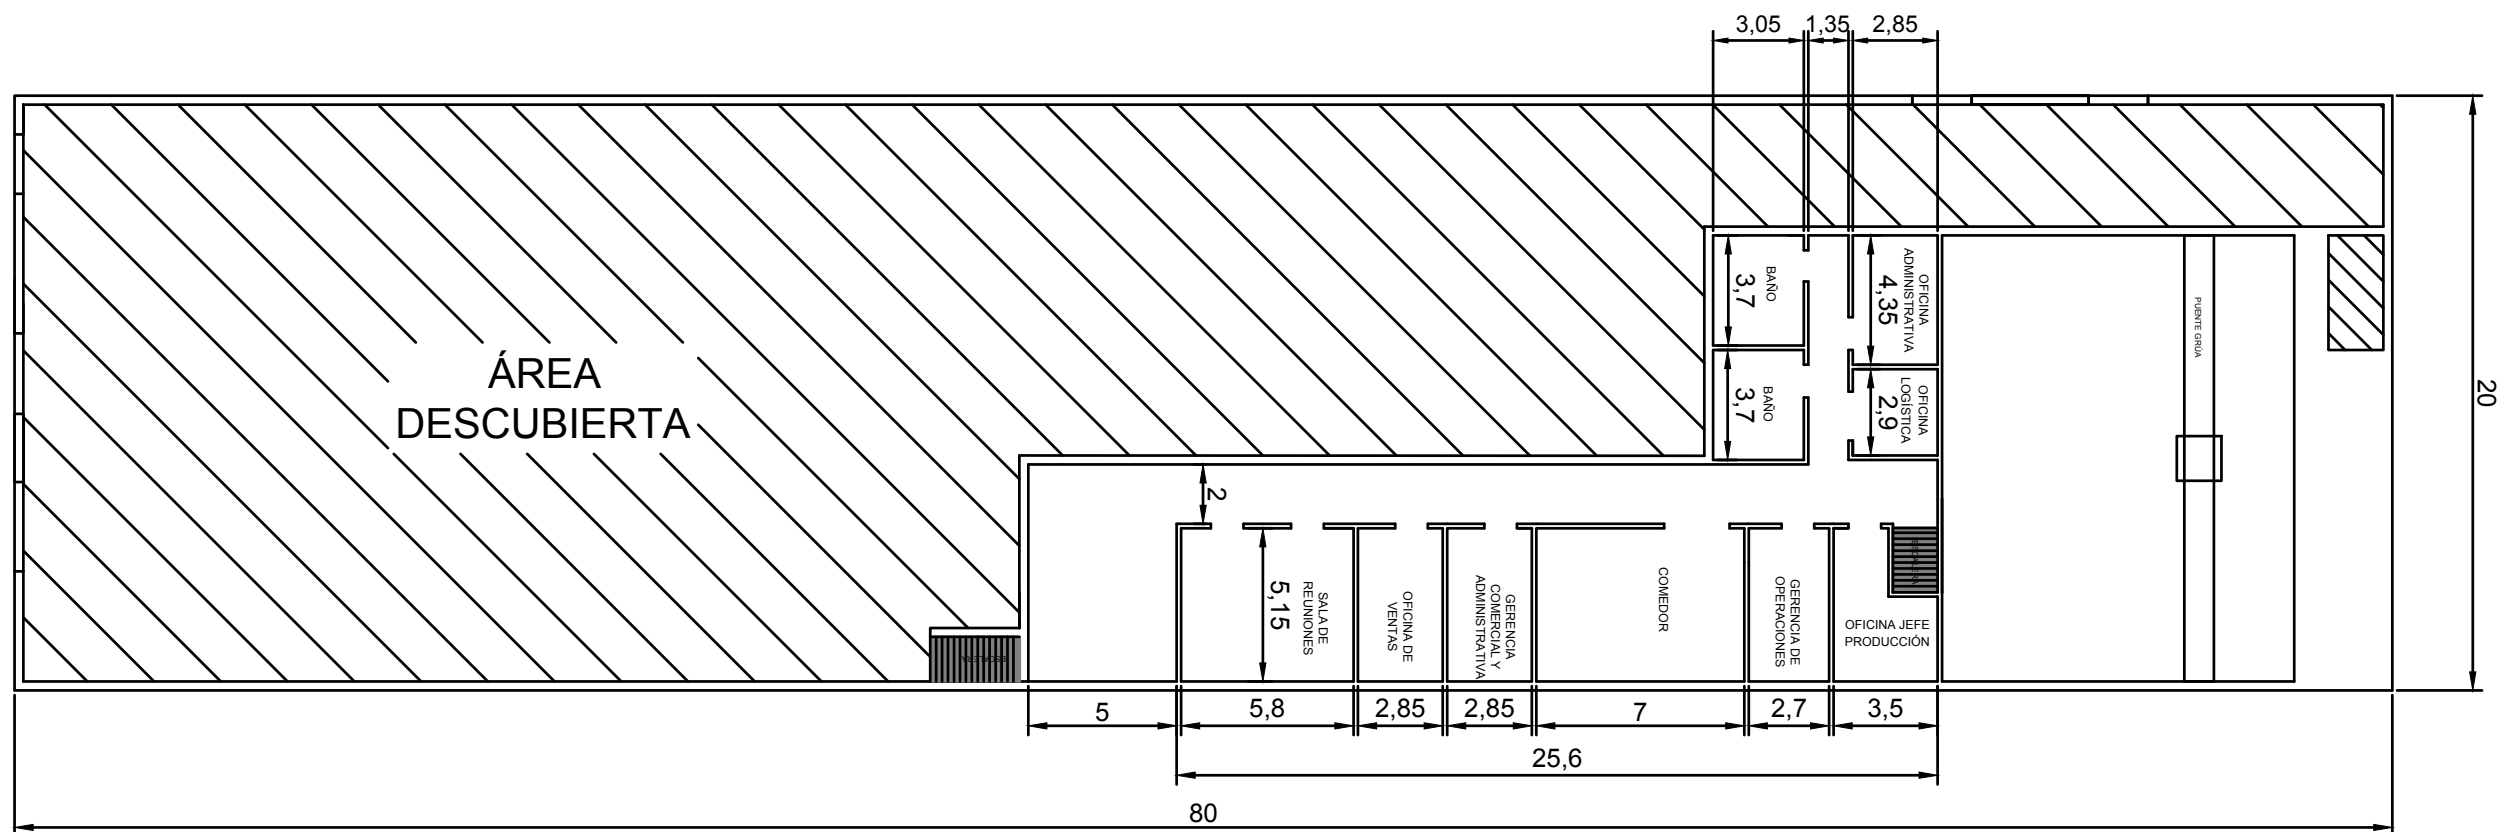 3,05
1,35
2,85
20
BAÑO
3,7
BAÑO
3,7
OFICINA
ADMINISTRATIVA
4,35
OFICINA
LOGÍSTICA
2,9
PUENTE GRÚA
ÁREA
DESCUBIERTA
2
5,15
SALA DE
REUNIONES
OFICINA DE
VENTAS
GERENCIA
COMERCIAL Y
ADMINISTRATIVA
COMEDOR
GERENCIA DE
OPERACIONES
ESCALERA
OFICINA JEFE
PRODUCCIÓN
ESCALERA
5
5,8
2,85
2,85
7
2,7
3,5
25,6
80